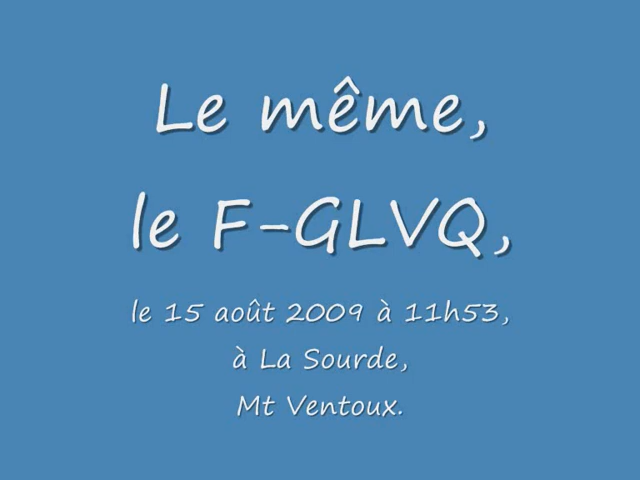 Le même,
le F-GLVQ,
le 15 août 2009 à 11h53,
à La Sourde,
Mt Ventoux.